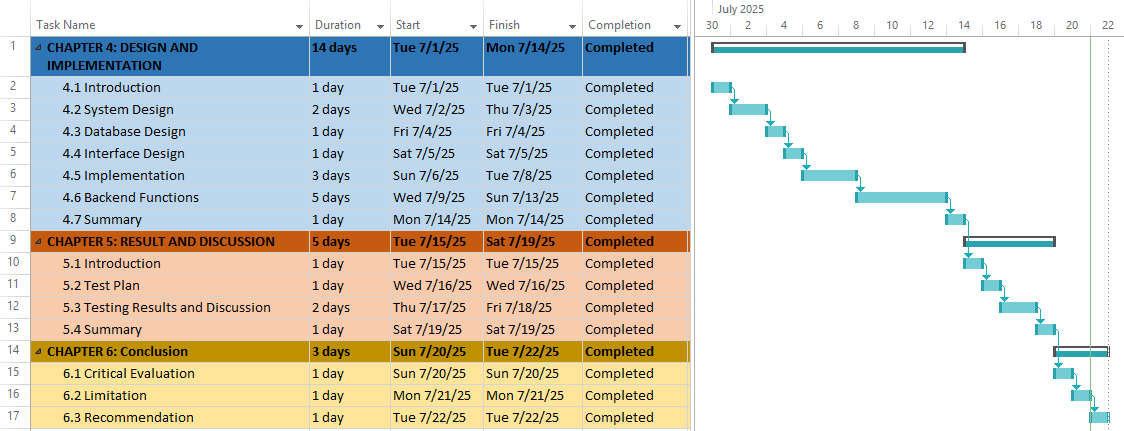 July 2025
Task Name Duration Start Finish Completion 30 2 4 6 8 10 12 14 16 18 20 22
1 CHAPTER 4: DESIGN AND 14 days Tue 7/1/25 Mon 7/14/25 Completed
IMPLEMENTATION
2 4.1 Introduction 1 day Tue 7/1/25 Tue 7/1/25 Completed
3 4.2 System Design 2 days Wed 7/2/25 Thu 7/3/25 Completed
4 4.3 Database Design 1 day Fri 7/4/25 Fri 7/4/25 Completed
5 4.4 Interface Design 1 day Sat 7/5/25 Sat 7/5/25 Completed
6 4.5 Implementation 3 days Sun 7/6/25 Tue 7/8/25 Completed
7 4.6 Backend Functions 5 days Wed 7/9/25 Sun 7/13/25 Completed
8 4.7 Summary 1 day Mon 7/14/25 Mon 7/14/25 Completed
9 CHAPTER 5: RESULT AND DISCUSSION 5 days Tue 7/15/25 Sat 7/19/25 Completed
10 5.1 Introduction 1 day Tue 7/15/25 Tue 7/15/25 Completed
11 5.2 Test Plan 1 day Wed 7/16/25 Wed 7/16/25 Completed
12 5.3 Testing Results and Discussion 2 days Thu 7/17/25 Fri 7/18/25 Completed
13 5.4 Summary 1 day Sat 7/19/25 Sat 7/19/25 Completed
14 CHAPTER 6: Conclusion 3 days Sun 7/20/25 Tue 7/22/25 Completed
15 6.1 Critical Evaluation 1 day Sun 7/20/25 Sun 7/20/25 Completed
16 6.2 Limitation 1 day Mon 7/21/25 Mon 7/21/25 Completed
17 6.3 Recommendation 1 day Tue 7/22/25 Tue 7/22/25 Completed